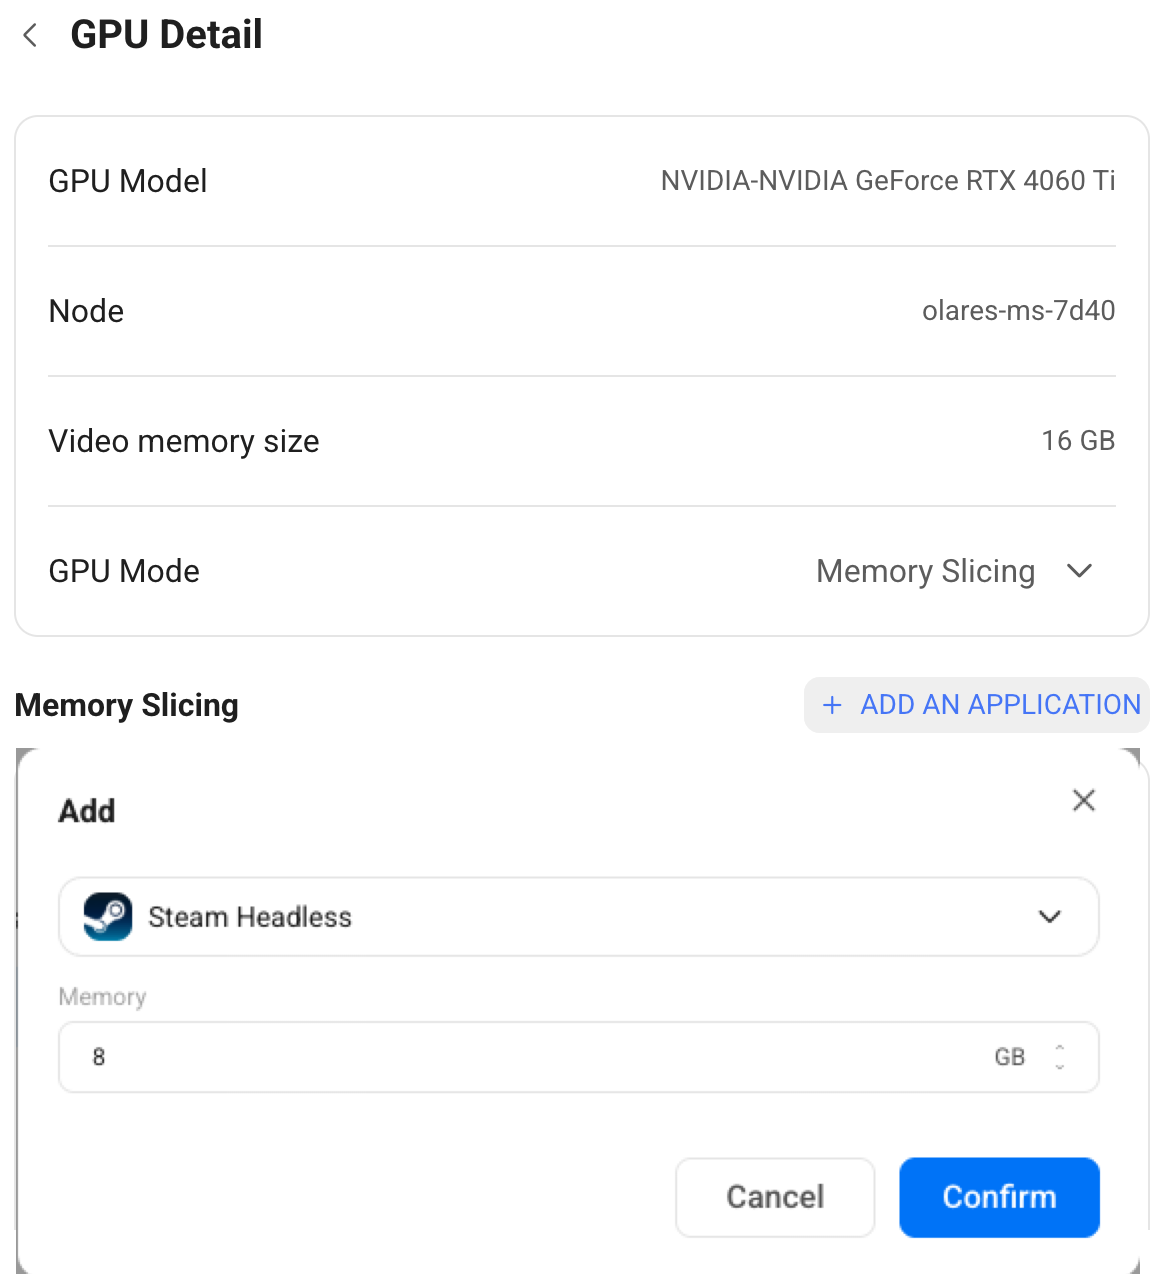 GPU Detail
GPU Model NVIDIA-NVIDIA GeForce RTX 4060 Ti
Node olares-ms-7d40
Video memory size 16 GB
GPU Mode Memory Slicing
Memory Slicing + ADD AN APPLICATION
Add
Steam Headless
Memory
8 GB
Cancel Confirm